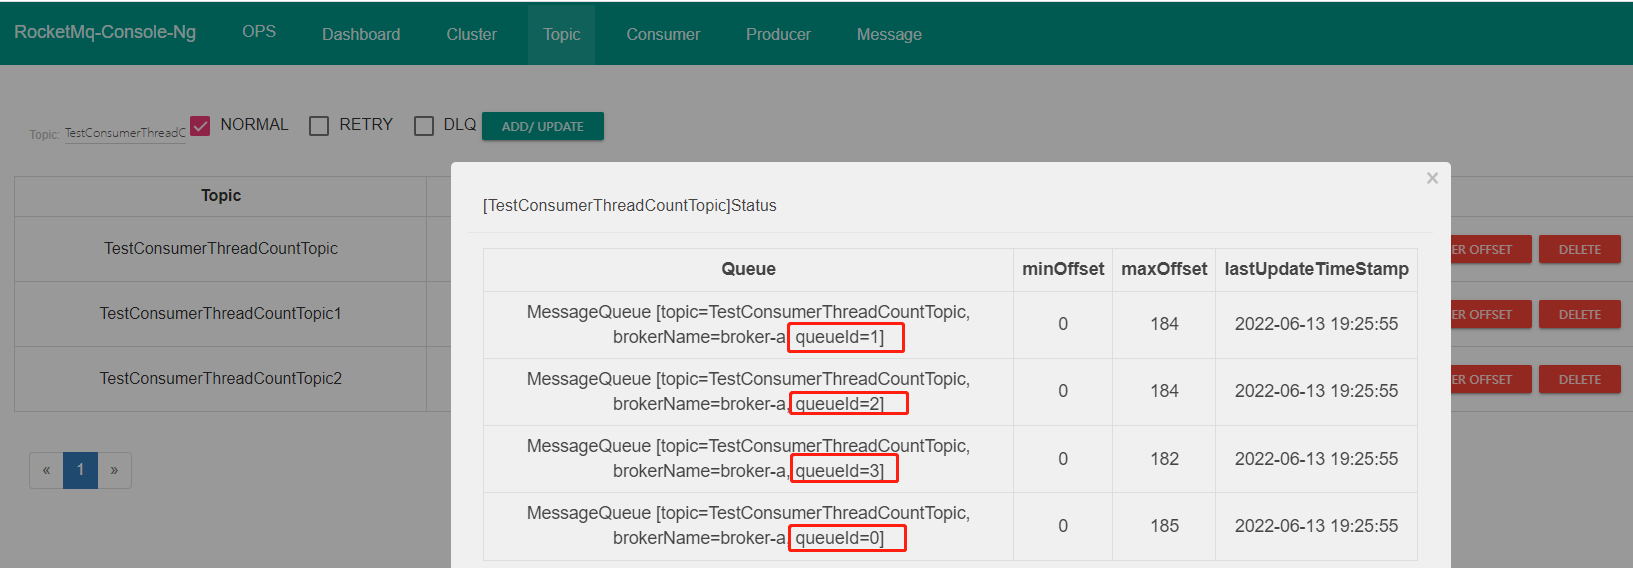 RocketMq-Console-Ng OPS Dashboard Cluster Topic Consumer Producer Message
Topic: TestConsumerThreadC NORMAL RETRY DLQ ADD/ UPDATE
Topic
TestConsumerThreadCountTopic
TestConsumerThreadCountTopic1
TestConsumerThreadCountTopic2
« 1 »
×
[TestConsumerThreadCountTopic]Status
Queue minOffset maxOffset lastUpdateTimeStamp
MessageQueue [topic=TestConsumerThreadCountTopic,
brokerName=broker-a, queueId=1] 0 184 2022-06-13 19:25:55
MessageQueue [topic=TestConsumerThreadCountTopic,
brokerName=broker-a, queueId=2] 0 184 2022-06-13 19:25:55
MessageQueue [topic=TestConsumerThreadCountTopic,
brokerName=broker-a, queueId=3] 0 182 2022-06-13 19:25:55
MessageQueue [topic=TestConsumerThreadCountTopic,
brokerName=broker-a, queueId=0] 0 185 2022-06-13 19:25:55
ER OFFSET DELETE
ER OFFSET DELETE
ER OFFSET DELETE